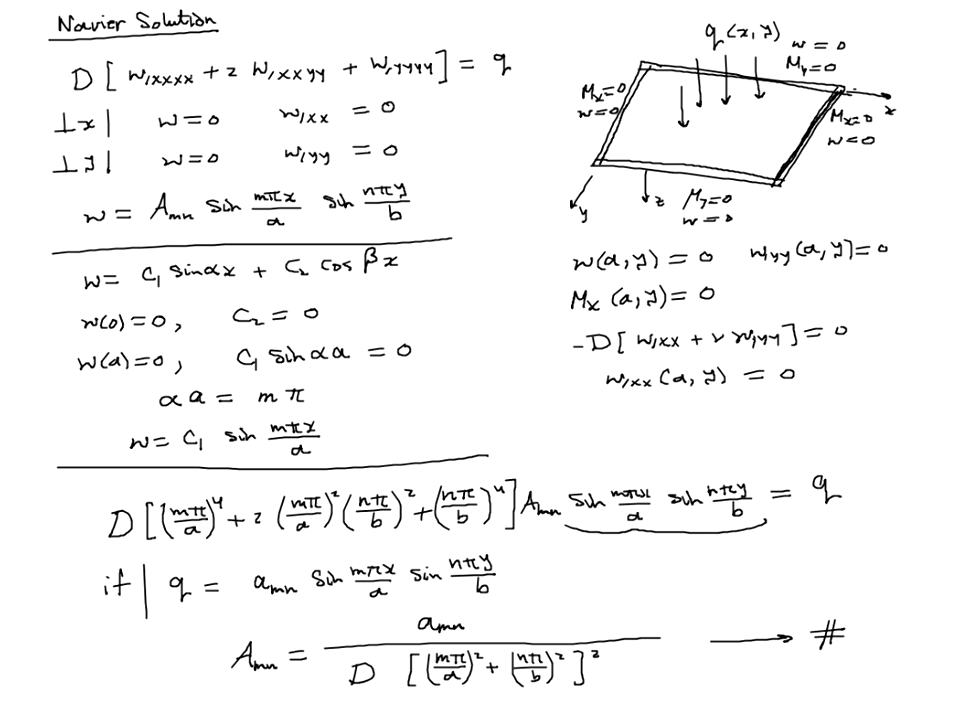 Navier Solution
D [ w,xxxx + 2 w,xxyy + w,yyyy ] = q
⊥x | w=0 w,xx = 0
⊥y | w=0 w,yy = 0
w = Amn sin mπx/a sin nπy/b
w = C1 sinαx + C2 cos βx
w(0)=0, C2 = 0
w(a)=0, C1 sin αa = 0
αa = mπ
w = C1 sin mπx/a
q(x,y)
w=0
My=0
Mx=0
w=0
Mx=0
w=0
x
y
z
My=0
w=0
w(a,y) = 0 w,yy(a,y)=0
Mx (a,y) = 0
-D[ w,xx + ν w,yy ] = 0
w,xx (a,y) = 0
D[(mπ/a)^4 + 2 (mπ/a)^2 (nπ/b)^2 + (nπ/b)^4] Amn sin mπx/a sin nπy/b = q
if | q = amn sin mπx/a sin nπy/b
Amn = amn / D [(mπ/a)^2 + (nπ/b)^2]^2 → #